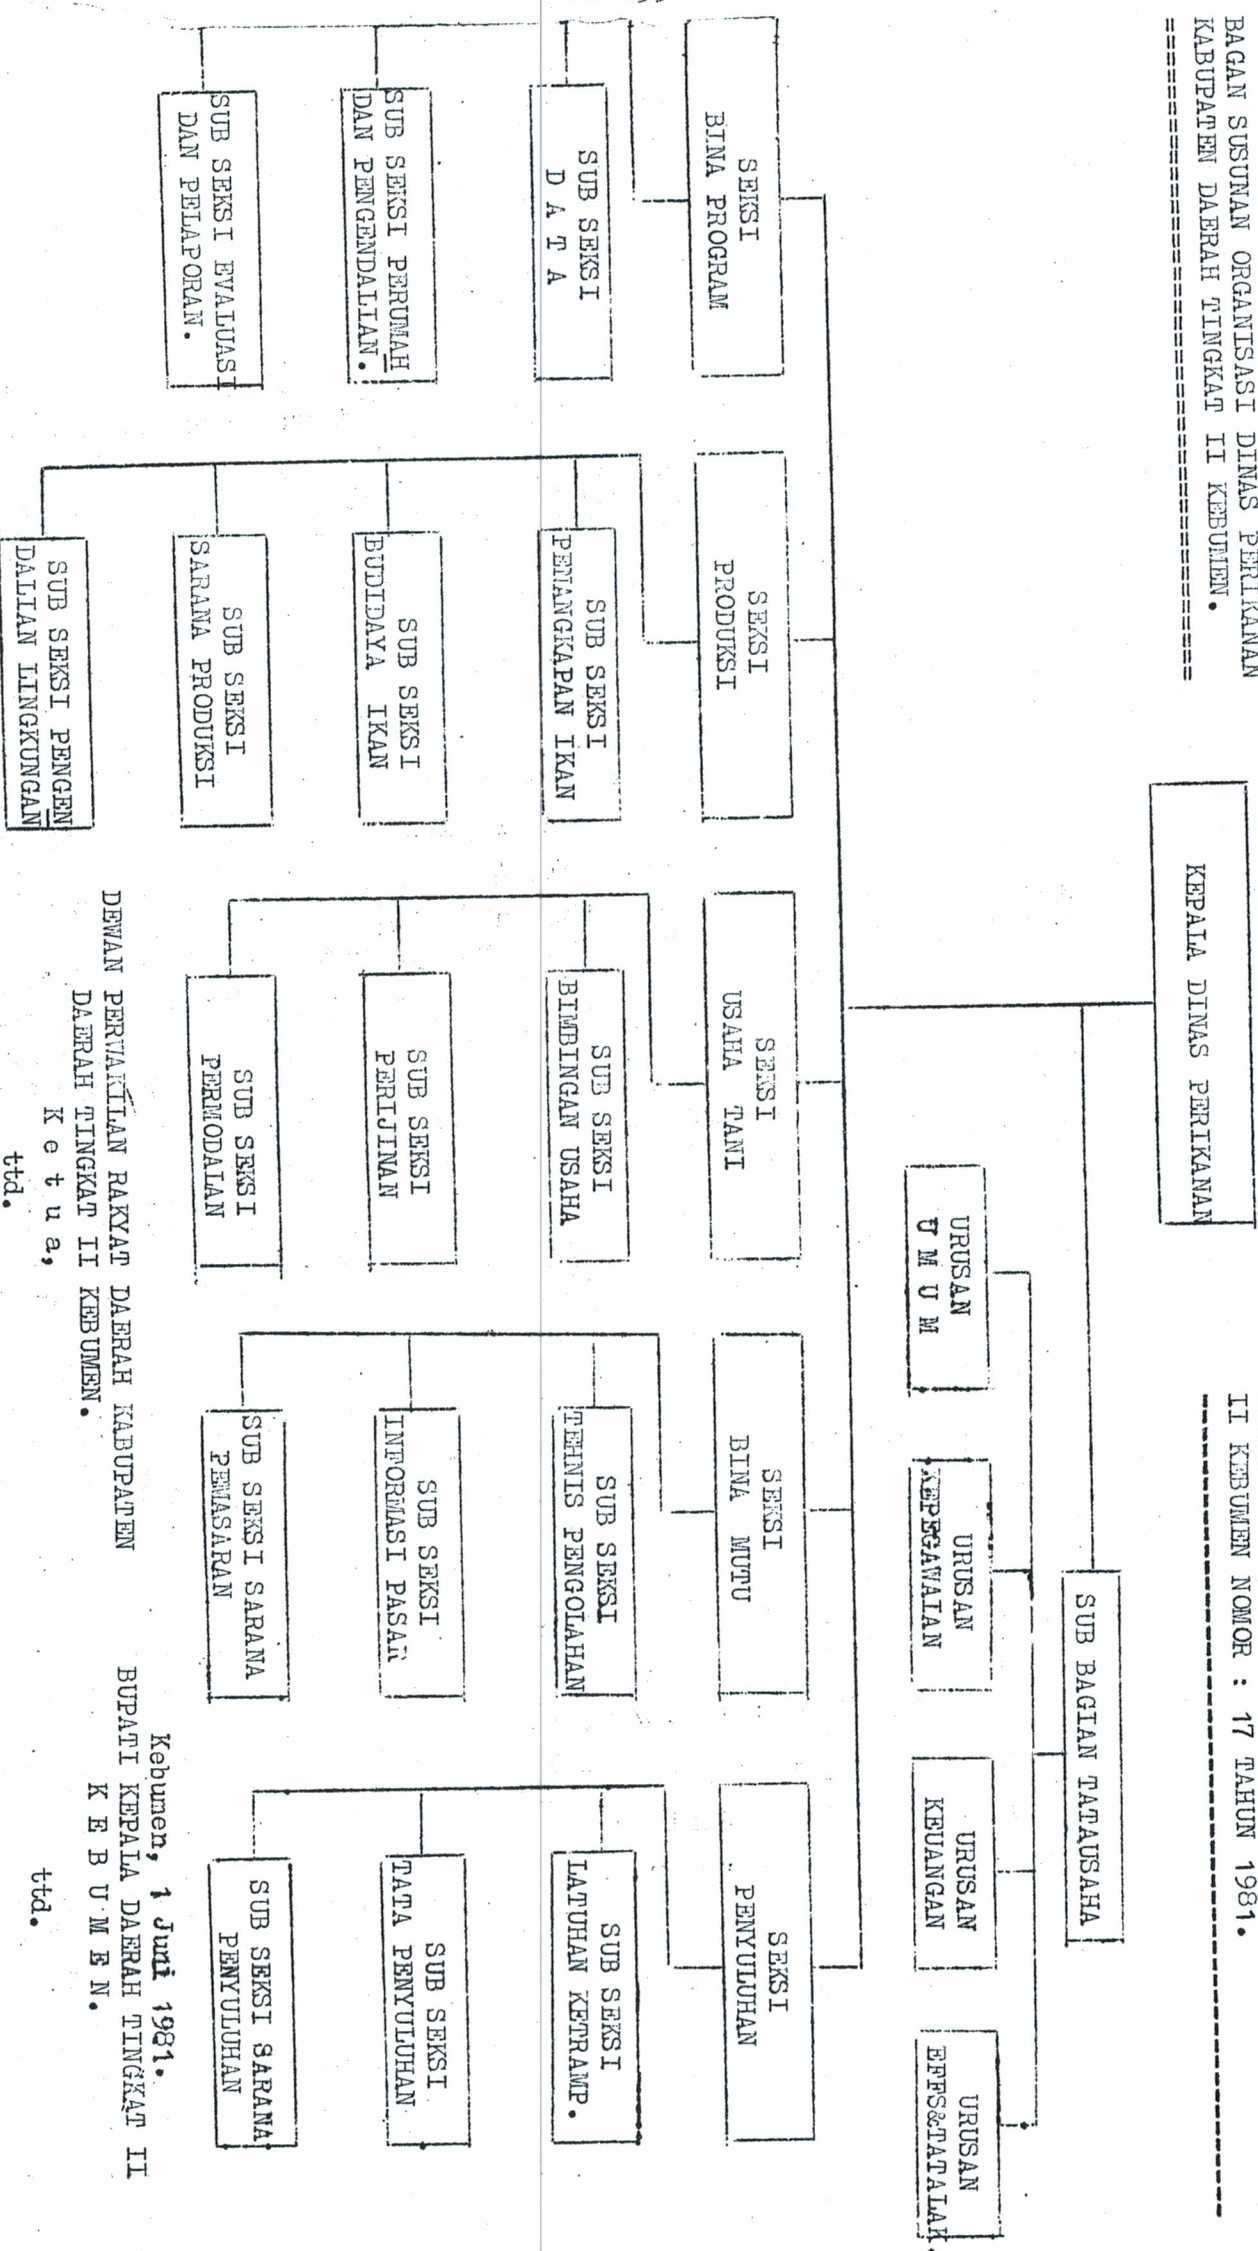 BAGAN SUSUNAN ORGANISASI DINAS PERIKANAN
KABUPATEN DAERAH TINGKAT II KEBUMEN.
=====================================
II KEBUMEN NOMOR : 17 TAHUN 1981.
KEPALA DINAS PERIKANAN
SUB BAGIAN TATAUSAHA
URUSAN
U M U M
URUSAN
KEPEGAWAIAN
URUSAN
KEUANGAN
URUSAN
EFFS&TATALAK.
SEKSI
BINA PROGRAM
SEKSI
PRODUKSI
SEKSI
USAHA TANI
SEKSI
BINA MUTU
SEKSI
PENYULUHAN
SUB SEKSI
D A T A
SUB SEKSI
PENANGKAPAN IKAN
SUB SEKSI
BIMBINGAN USAHA
SUB SEKSI
TEHNIS PENGOLAHAN
SUB SEKSI
LATUHAN KETRAMP.
SUB SEKSI PERUMAH
DAN PENGENDALIAN.
SUB SEKSI
BUDIDAYA IKAN
SUB SEKSI
PERIJINAN
SUB SEKSI
INFORMASI PASAR
SUB SEKSI
TATA PENYULUHAN
SUB SEKSI EVALUASI
DAN PELAPORAN.
SUB SEKSI
SARANA PRODUKSI
SUB SEKSI
PERMODALAN
SUB SEKSI SARANA
PEMASARAN
SUB SEKSI SARANA
PENYULUHAN
SUB SEKSI PENGEN
DALIAN LINGKUNGAN
DEWAN PERWAKILAN RAKYAT DAERAH KABUPATEN
DAERAH TINGKAT II KEBUMEN.
K e t u a,
ttd.
Kebumen, 1 Juni 1981.
BUPATI KEPALA DAERAH TINGKAT II
K E B U M E N.
ttd.